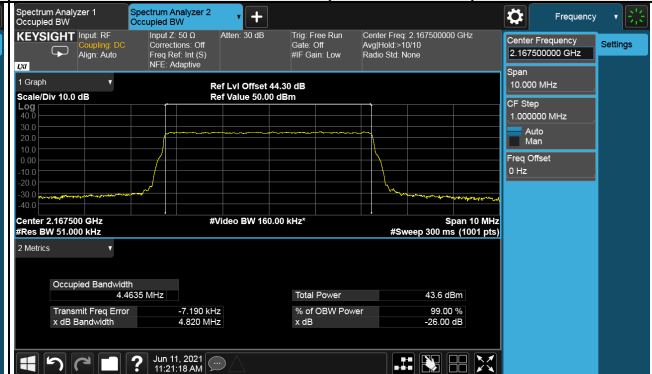 Spectrum Analyzer 1
Occupied BW
Spectrum Analyzer 2
Occupied BW
Frequency
KEYSIGHT
Input: RF
Coupling: DC
Align: Auto
Input Z: 50 Ω
Corrections: Off
Freq Ref: Int (S)
NFE: Adaptive
Atten: 30 dB
Trig: Free Run
Gate: Off
#IF Gain: Low
Center Freq: 2.167500000 GHz
Avg|Hold:>10/10
Radio Std: None
LXI
Center Frequency
2.167500000 GHz
Settings
Span
10.000 MHz
CF Step
1.000000 MHz
Auto
Man
Freq Offset
0 Hz
1 Graph
Scale/Div 10.0 dB
Ref Lvl Offset 44.30 dB
Ref Value 50.00 dBm
Log
40.0
30.0
20.0
10.0
0.00
-10.0
-20.0
-30.0
-40.0
Center 2.167500 GHz
#Res BW 51.000 kHz
#Video BW 160.00 kHz*
Span 10 MHz
#Sweep 300 ms (1001 pts)
2 Metrics
Occupied Bandwidth
4.4635 MHz
Total Power 43.6 dBm
Transmit Freq Error -7.190 kHz
% of OBW Power 99.00 %
x dB Bandwidth 4.820 MHz
x dB -26.00 dB
?
Jun 11, 2021
11:21:18 AM